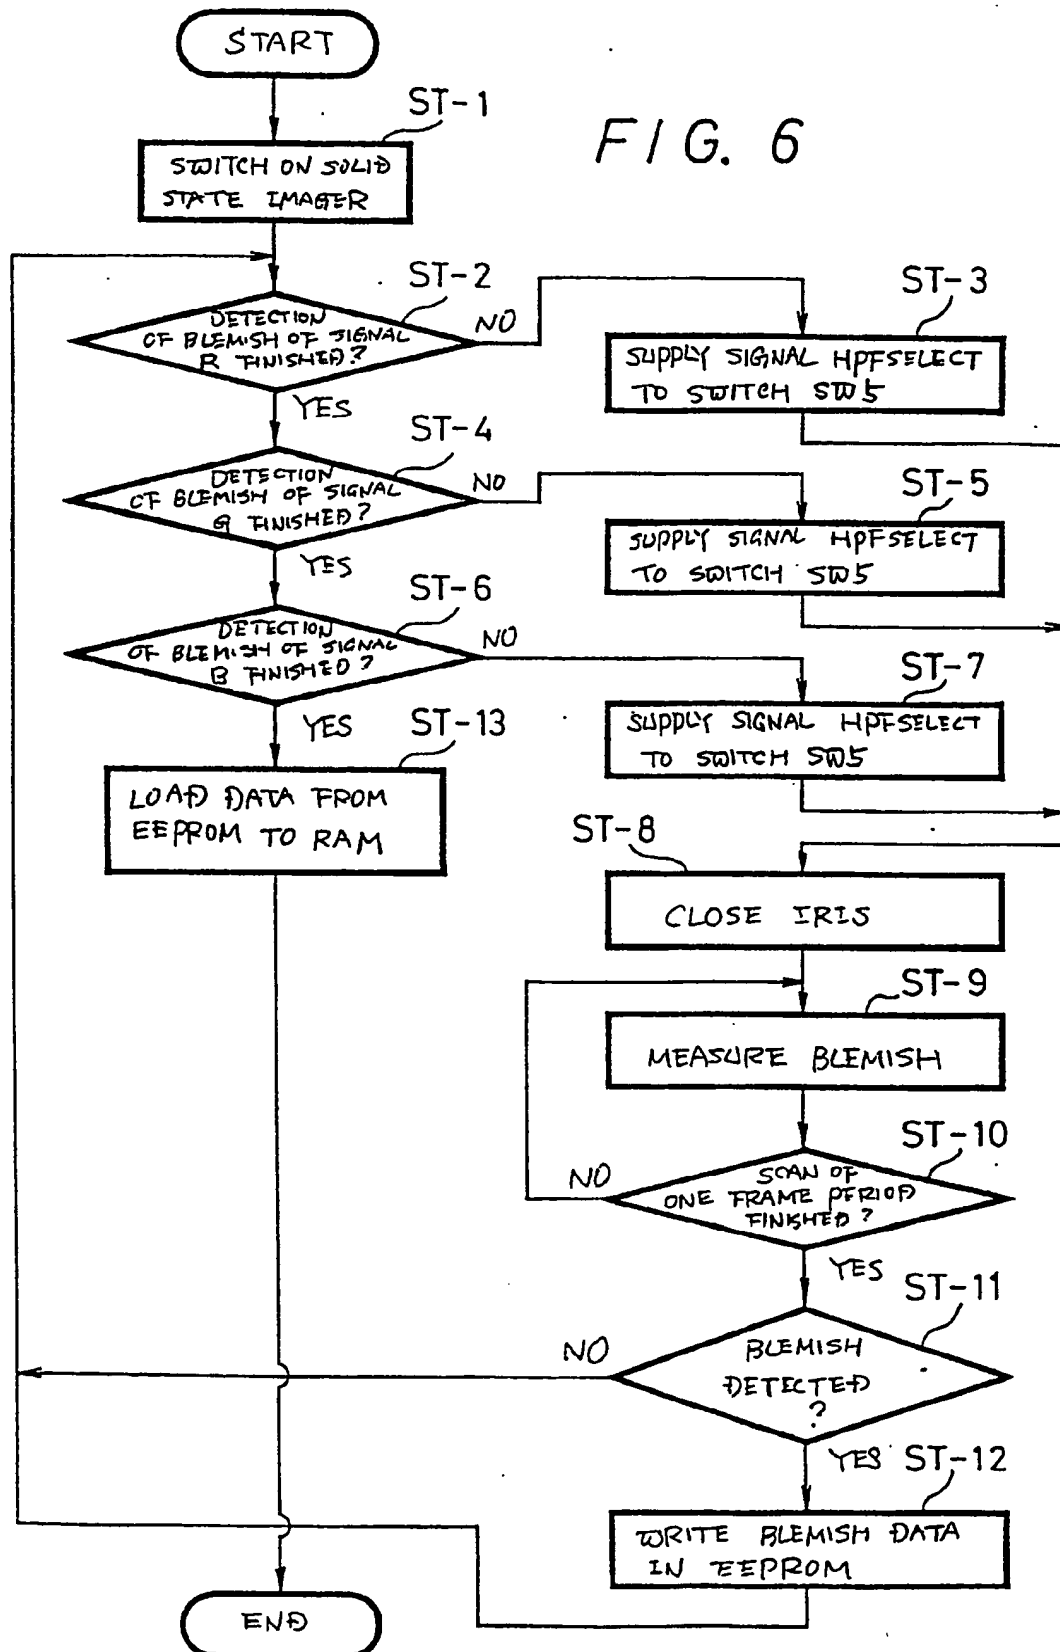 START
ST-1
FIG. 6
SWITCH ON SOLID
STATE IMAGER
ST-2
DETECTION
OF BLEMISH OF SIGNAL
R FINISHED?
NO
YES
ST-3
SUPPLY SIGNAL HPFSELECT
TO SWITCH SW5
ST-4
DETECTION
OF BLEMISH OF SIGNAL
G FINISHED?
NO
YES
ST-5
SUPPLY SIGNAL HPFSELECT
TO SWITCH SW5
ST-6
DETECTION
OF BLEMISH OF SIGNAL
B FINISHED?
NO
YES
ST-7
SUPPLY SIGNAL HPFSELECT
TO SWITCH SW5
ST-13
LOAD DATA FROM
EEPROM TO RAM
ST-8
CLOSE IRIS
ST-9
MEASURE BLEMISH
ST-10
SCAN OF
ONE FRAME PERIOD
FINISHED?
NO
YES
ST-11
BLEMISH
DETECTED
?
NO
YES
ST-12
WRITE BLEMISH DATA
IN EEPROM
END